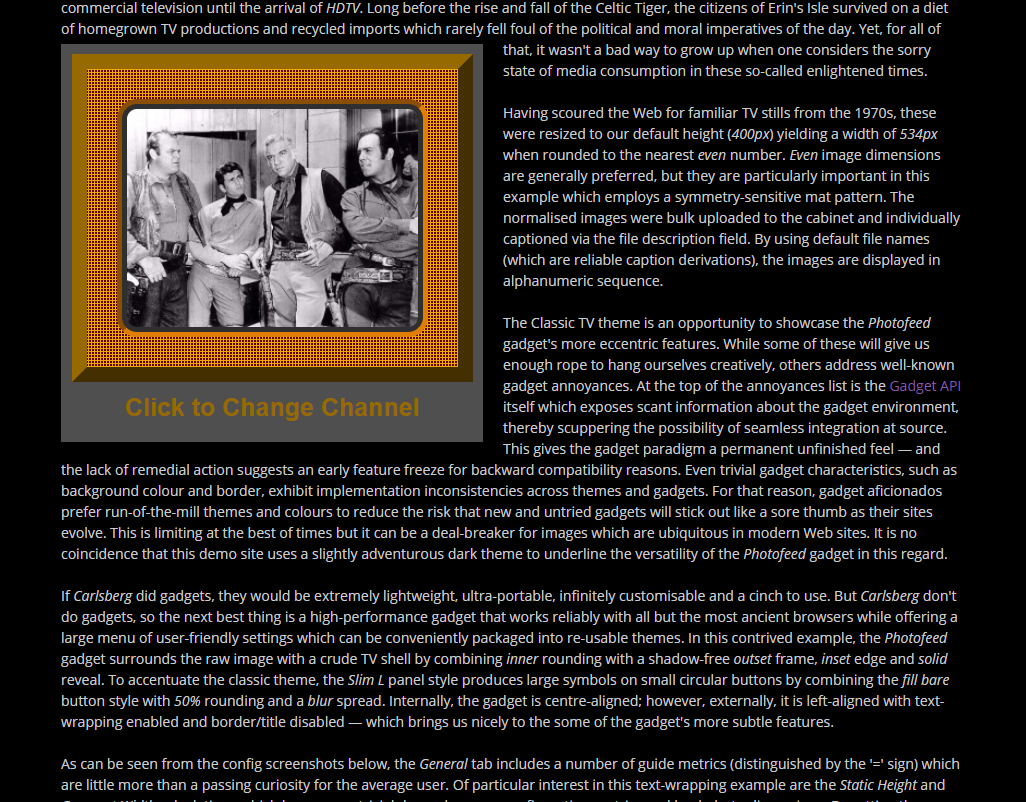 commercial television until the arrival of HDTV. Long before the rise and fall of the Celtic Tiger, the citizens of Erin's Isle survived on a diet
of homegrown TV productions and recycled imports which rarely fell foul of the political and moral imperatives of the day. Yet, for all of
that, it wasn't a bad way to grow up when one considers the sorry
state of media consumption in these so-called enlightened times.
Having scoured the Web for familiar TV stills from the 1970s, these
were resized to our default height (400px) yielding a width of 534px
when rounded to the nearest even number. Even image dimensions
are generally preferred, but they are particularly important in this
example which employs a symmetry-sensitive mat pattern. The
normalised images were bulk uploaded to the cabinet and individually
captioned via the file description field. By using default file names
(which are reliable caption derivations), the images are displayed in
alphanumeric sequence.
The Classic TV theme is an opportunity to showcase the Photofeed
gadget's more eccentric features. While some of these will give us
enough rope to hang ourselves creatively, others address well-known
gadget annoyances. At the top of the annoyances list is the Gadget API
itself which exposes scant information about the gadget environment,
thereby scuppering the possibility of seamless integration at source.
This gives the gadget paradigm a permanent unfinished feel — and
Click to Change Channel
the lack of remedial action suggests an early feature freeze for backward compatibility reasons. Even trivial gadget characteristics, such as
background colour and border, exhibit implementation inconsistencies across themes and gadgets. For that reason, gadget aficionados
prefer run-of-the-mill themes and colours to reduce the risk that new and untried gadgets will stick out like a sore thumb as their sites
evolve. This is limiting at the best of times but it can be a deal-breaker for images which are ubiquitous in modern Web sites. It is no
coincidence that this demo site uses a slightly adventurous dark theme to underline the versatility of the Photofeed gadget in this regard.
If Carlsberg did gadgets, they would be extremely lightweight, ultra-portable, infinitely customisable and a cinch to use. But Carlsberg don't
do gadgets, so the next best thing is a high-performance gadget that works reliably with all but the most ancient browsers while offering a
large menu of user-friendly settings which can be conveniently packaged into re-usable themes. In this contrived example, the Photofeed
gadget surrounds the raw image with a crude TV shell by combining inner rounding with a shadow-free outset frame, inset edge and solid
reveal. To accentuate the classic theme, the Slim L panel style produces large symbols on small circular buttons by combining the fill bare
button style with 50% rounding and a blur spread. Internally, the gadget is centre-aligned; however, externally, it is left-aligned with text-
wrapping enabled and border/title disabled — which brings us nicely to the some of the gadget's more subtle features.
As can be seen from the config screenshots below, the General tab includes a number of guide metrics (distinguished by the '=' sign) which
are little more than a passing curiosity for the average user. Of particular interest in this text-wrapping example are the Static Height and